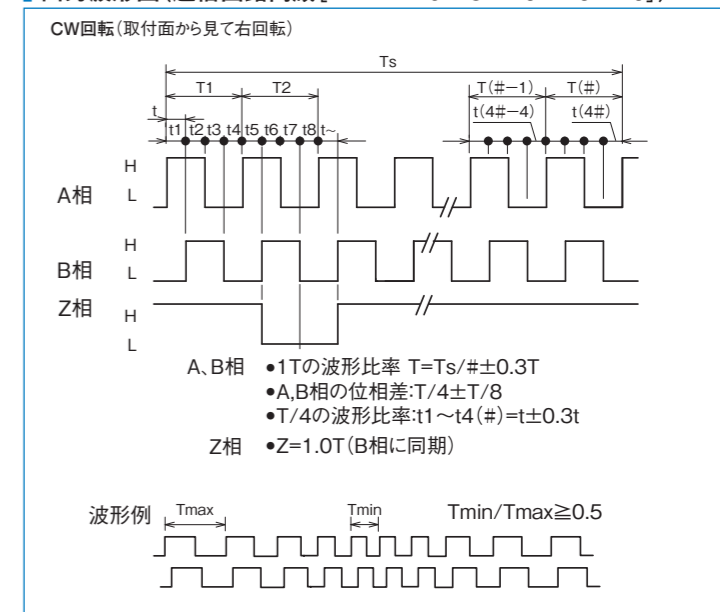 CW回転（取付面から見て右回転）
Ts
T1 T2 T(#−1) T(#)
t t(4#−4) t(4#)
t1 t2 t3 t4 t5 t6 t7 t8 t~
H
A相 L
H
B相 L
Z相 H
L
A、B相 ●1Tの波形比率 T=Ts/#±0.3T
●A,B相の位相差:T/4±T/8
●T/4の波形比率:t1〜t4(#)=t±0.3t
Z相 ●Z=1.0T(B相に同期)
波形例 Tmax Tmin Tmin/Tmax≧0.5